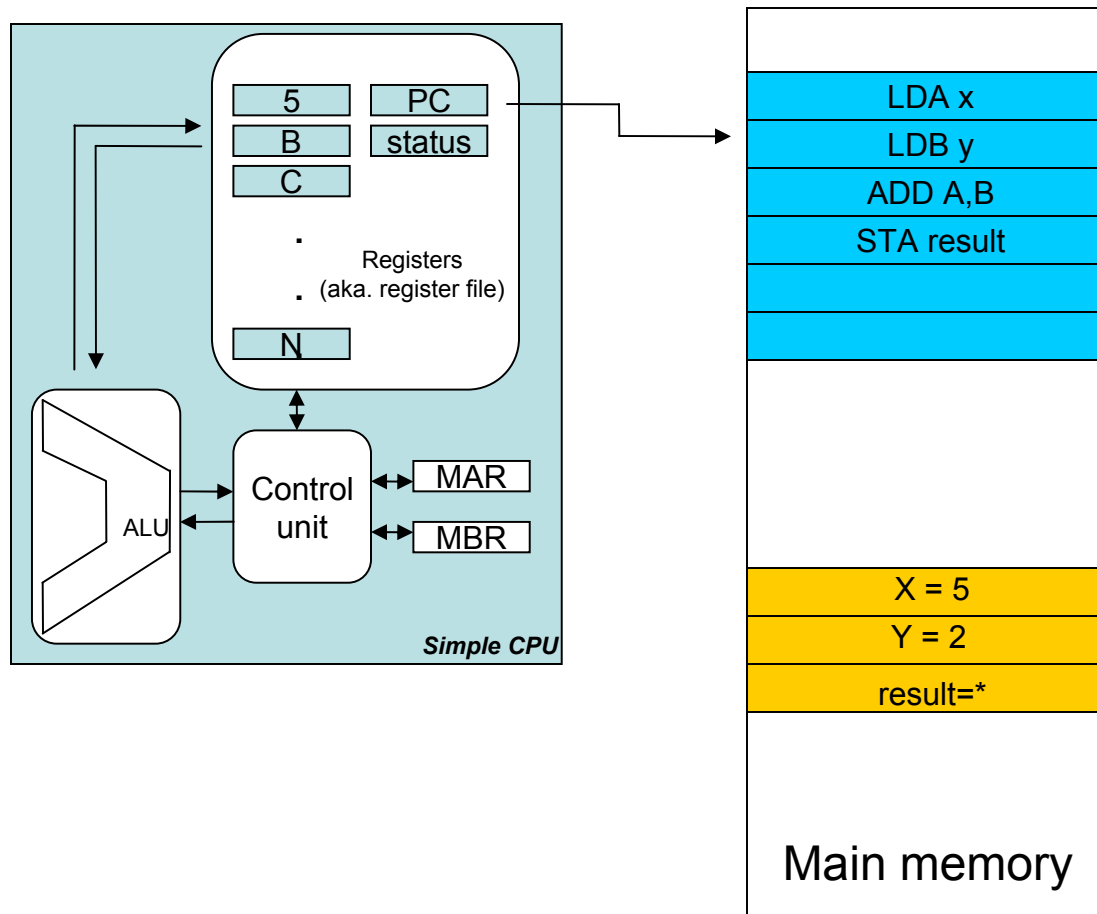 5
PC
B
status
C
.
Registers
(aka. register file)
.
N
.
ALU
Control
unit
MAR
MBR
Simple CPU
LDA x
LDB y
ADD A,B
STA result
X = 5
Y = 2
result=*
Main memory